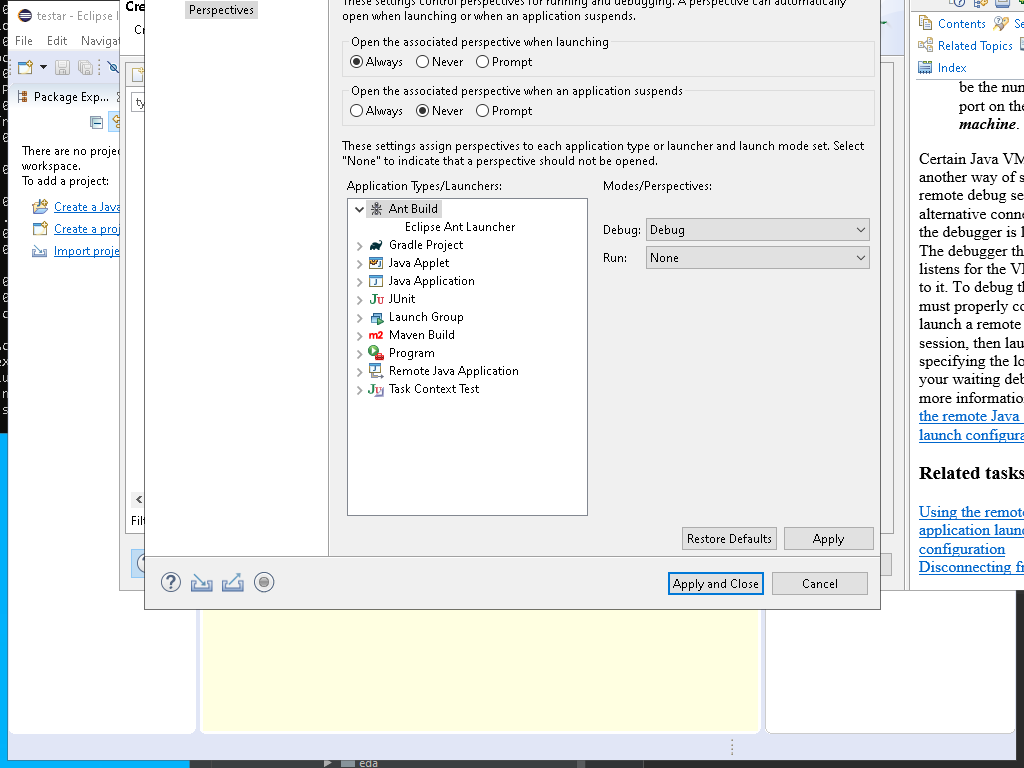 testar - Eclipse I
File Edit Navigat
Package Exp...
There are no proje
workspace.
To add a project:
Create a Java
Create a proj
Import proje
Cre
Perspectives
These settings control perspectives for running and debugging. A perspective can automatically
open when launching or when an application suspends.
Open the associated perspective when launching
Always Never Prompt
Open the associated perspective when an application suspends
Always Never Prompt
These settings assign perspectives to each application type or launcher and launch mode set. Select
"None" to indicate that a perspective should not be opened.
Application Types/Launchers:
Modes/Perspectives:
Ant Build
Eclipse Ant Launcher
Gradle Project
Java Applet
Java Application
JUnit
Launch Group
Maven Build
Program
Remote Java Application
Task Context Test
Debug: Debug
Run: None
Restore Defaults Apply
Apply and Close Cancel
Contents Se
Related Topics
Index
be the num
port on the
machine.
Certain Java VM
another way of s
remote debug se
alternative conne
the debugger is l
The debugger th
listens for the VM
to it. To debug th
must properly co
launch a remote
session, then lau
specifying the lo
your waiting deb
more information
the remote Java
launch configura
Related tasks
Using the remote
application launc
configuration
Disconnecting fr
eda